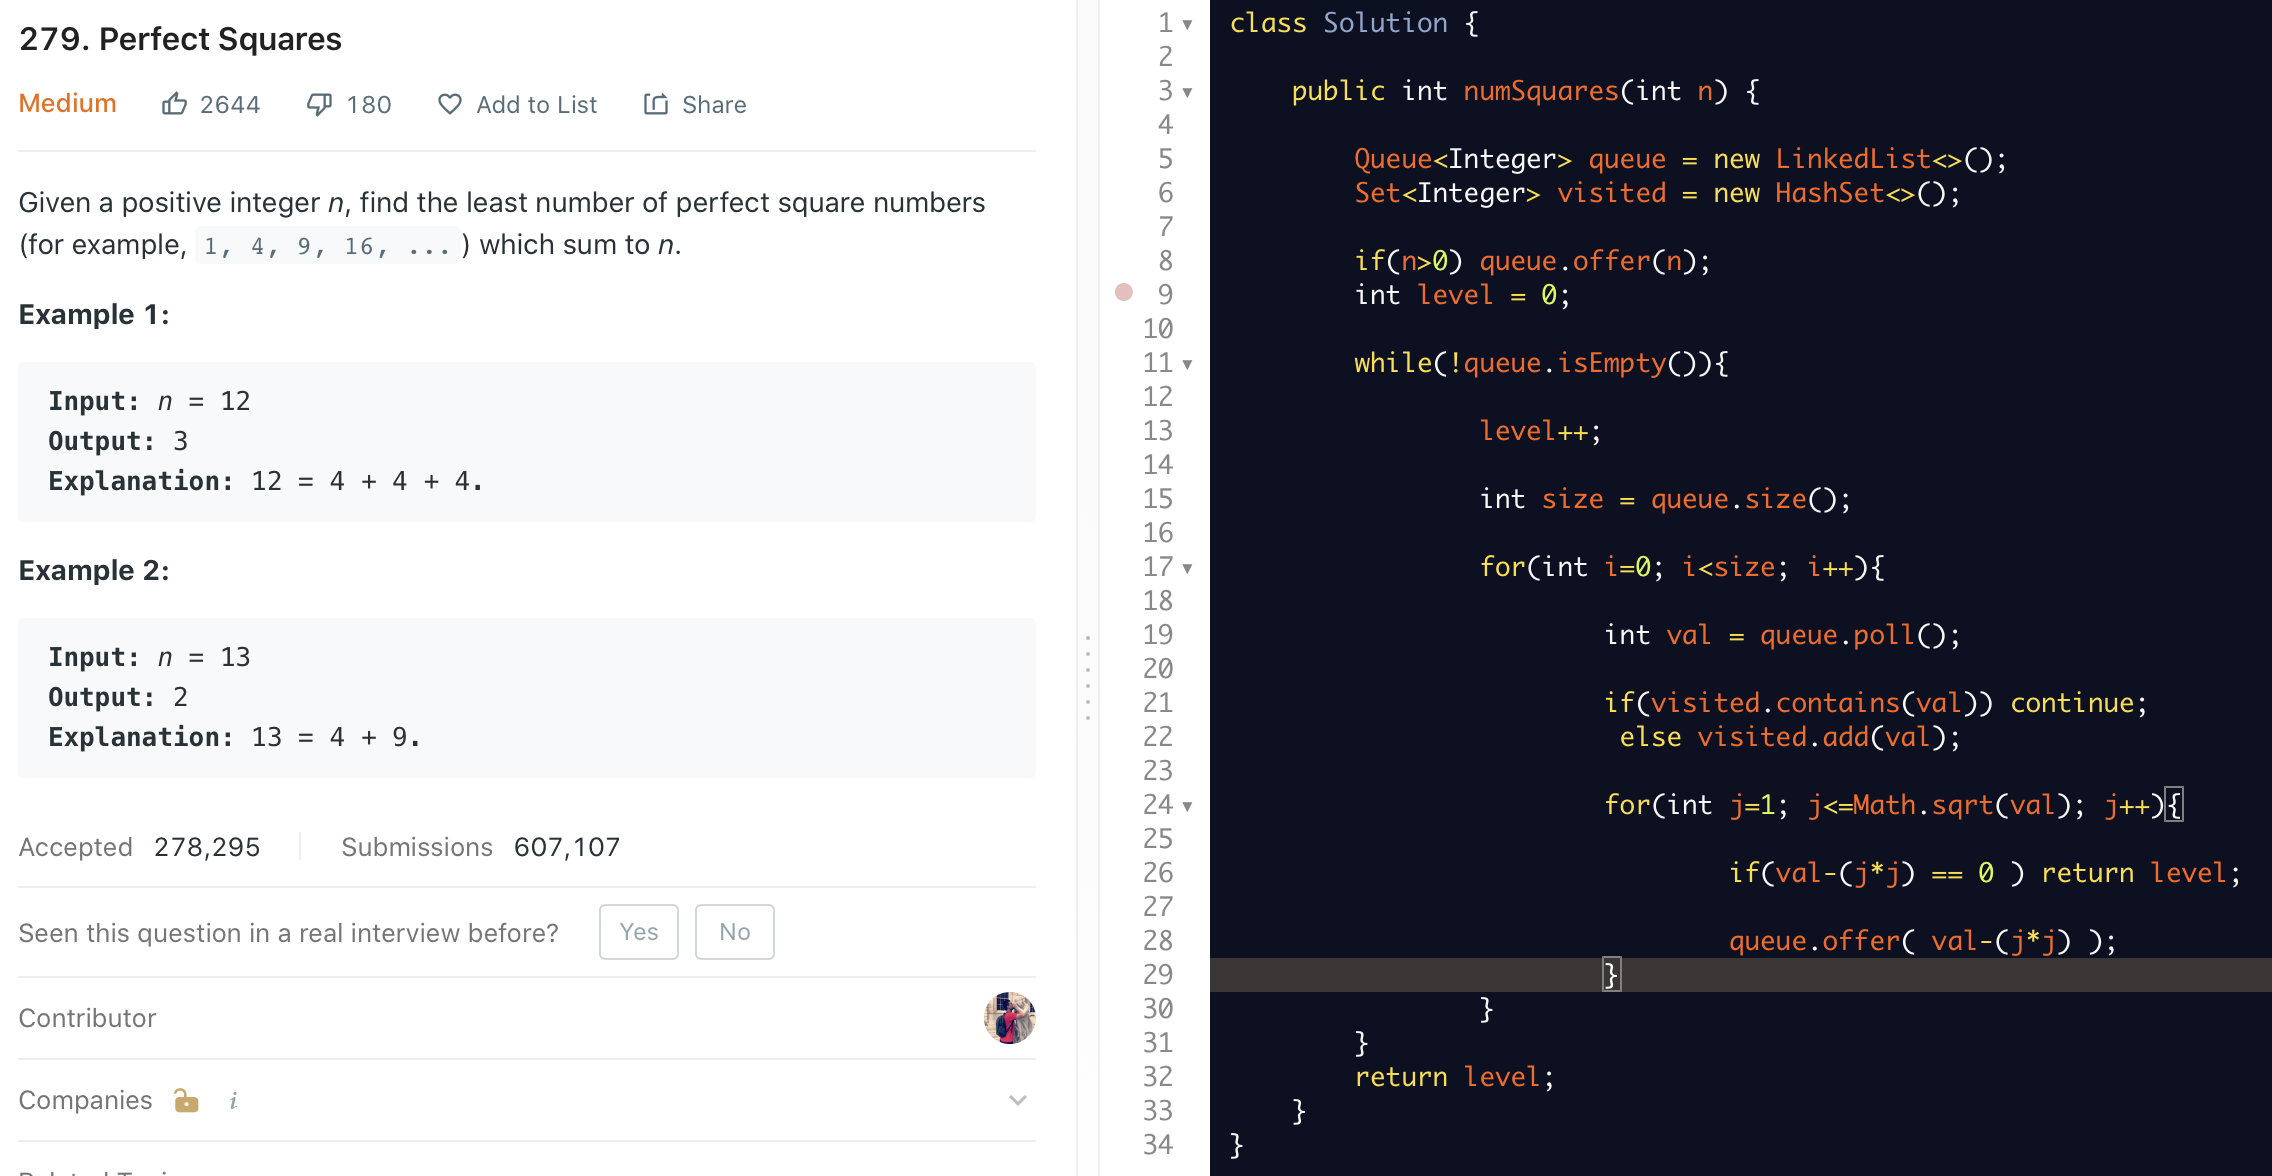 279. Perfect Squares
Medium 2644 180 Add to List Share
Given a positive integer n, find the least number of perfect square numbers
(for example, 1, 4, 9, 16, ... ) which sum to n.
Example 1:
Input: n = 12
Output: 3
Explanation: 12 = 4 + 4 + 4.
Example 2:
Input: n = 13
Output: 2
Explanation: 13 = 4 + 9.
Accepted 278,295 Submissions 607,107
Seen this question in a real interview before? Yes No
Contributor
Companies i
1 class Solution {
2
3 public int numSquares(int n) {
4
5 Queue<Integer> queue = new LinkedList<>();
6 Set<Integer> visited = new HashSet<>();
7
8 if(n>0) queue.offer(n);
9 int level = 0;
10
11 while(!queue.isEmpty()){
12
13 level++;
14
15 int size = queue.size();
16
17 for(int i=0; i<size; i++){
18
19 int val = queue.poll();
20
21 if(visited.contains(val)) continue;
22 else visited.add(val);
23
24 for(int j=1; j<=Math.sqrt(val); j++){
25
26 if(val-(j*j) == 0 ) return level;
27
28 queue.offer( val-(j*j) );
29 }
30 }
31 }
32 return level;
33 }
34 }